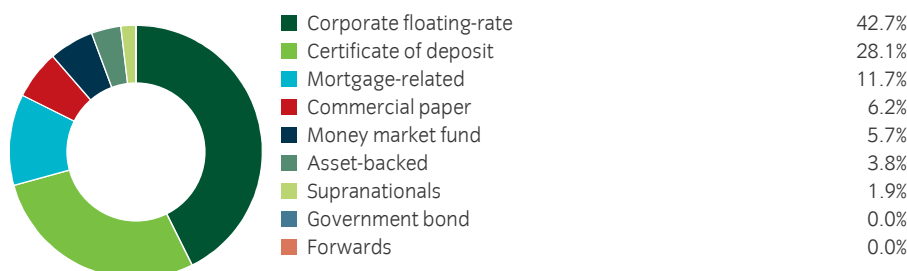 Corporate floating-rate 42.7%
Certificate of deposit 28.1%
Mortgage-related 11.7%
Commercial paper 6.2%
Money market fund 5.7%
Asset-backed 3.8%
Supranationals 1.9%
Government bond 0.0%
Forwards 0.0%